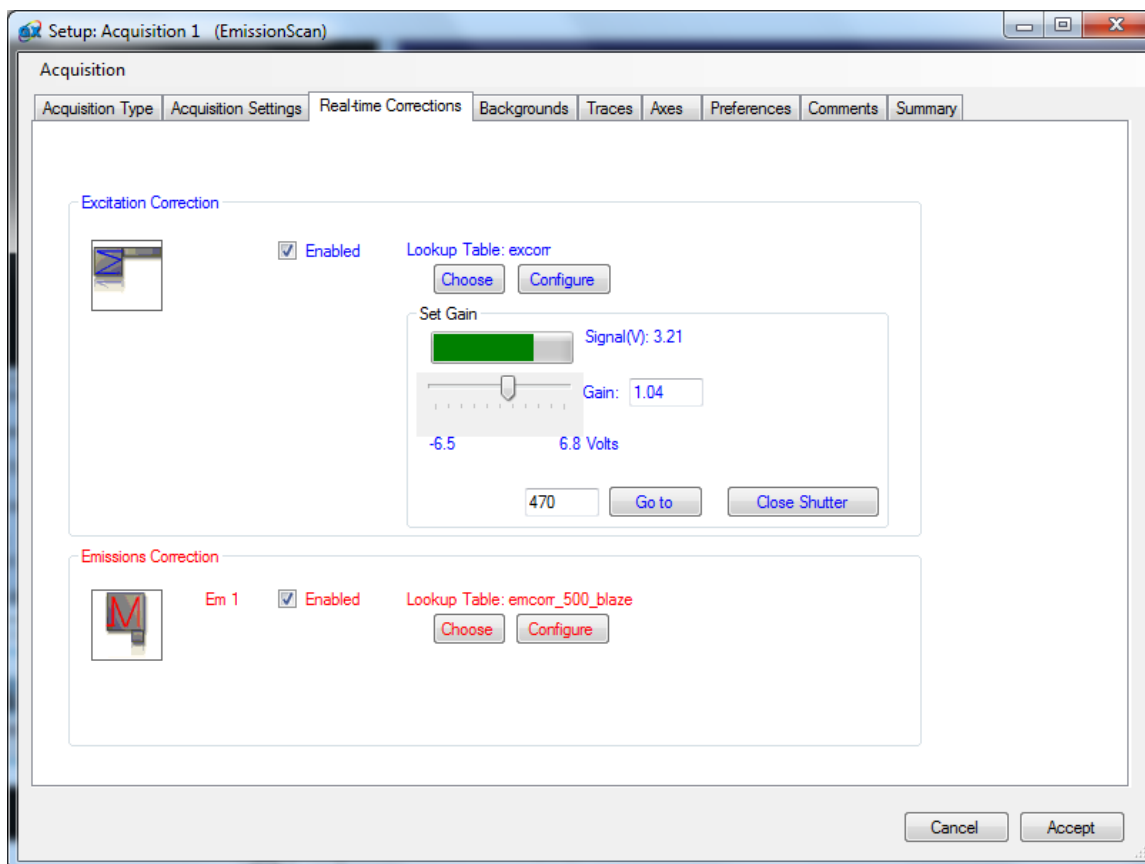 Setup: Acquisition 1 (EmissionScan)
Acquisition
Acquisition Type Acquisition Settings Real-time Corrections Backgrounds Traces Axes Preferences Comments Summary
Excitation Correction
Enabled Lookup Table: excorr
Choose Configure
Set Gain
Signal(V): 3.21
Gain: 1.04
-6.5 6.8 Volts
470 Go to Close Shutter
Emissions Correction
Em 1 Enabled Lookup Table: emcorr_500_blaze
Choose Configure
Cancel Accept